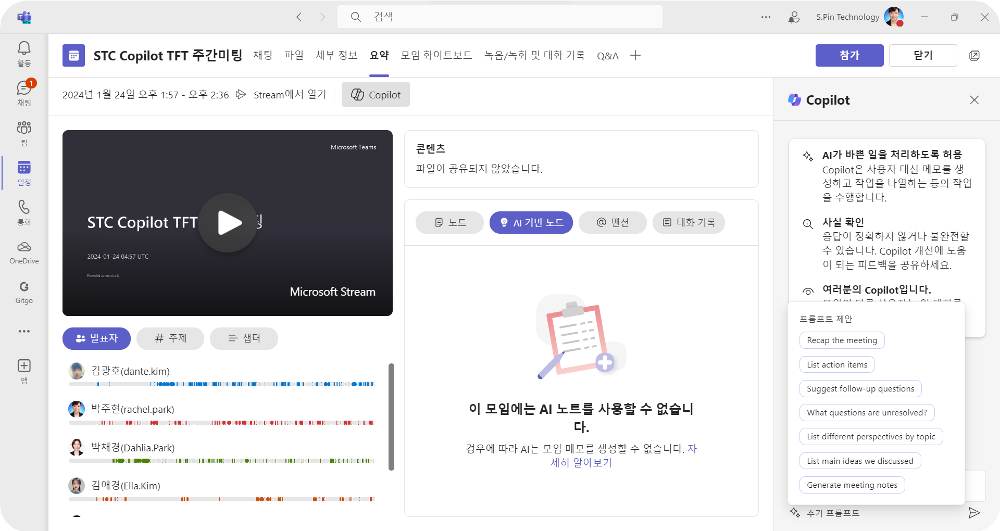 검색
S.Pin Technology
NEW
활동
1
채팅
팀
일정
통화
OneDrive
Gitgo
앱
STC Copilot TFT 주간미팅
채팅 파일 세부 정보 요약 모임 화이트보드 녹음/녹화 및 대화 기록 Q&A
참가
닫기
2024년 1월 24일 오후 1:57 - 오후 2:36
Stream에서 열기
Copilot
Microsoft Teams
STC Copilot TFT
2024-01-24 04:57 UTC
Recorded automatically
Microsoft Stream
발표자
# 주제
챕터
김광호(dante.kim)
박주현(rachel.park)
박채경(Dahlia.Park)
김애경(Ella.Kim)
콘텐츠
파일이 공유되지 않았습니다.
노트
AI 기반 노트
@ 멘션
대화 기록
이 모임에는 AI 노트를 사용할 수 없습니
다.
경우에 따라 AI는 모임 메모를 생성할 수 없습니다. 자
세히 알아보기
Copilot
AI가 바쁜 일을 처리하도록 허용
Copilot은 사용자 대신 메모를 생
성하고 작업을 나열하는 등의 작업
을 수행합니다.
사실 확인
응답이 정확하지 않거나 불완전할
수 있습니다. Copilot 개선에 도움
이 되는 피드백을 공유하세요.
여러분의 Copilot입니다.
프롬프트 제안
Recap the meeting
List action items
Suggest follow-up questions
What questions are unresolved?
List different perspectives by topic
List main ideas we discussed
Generate meeting notes
추가 프롬프트